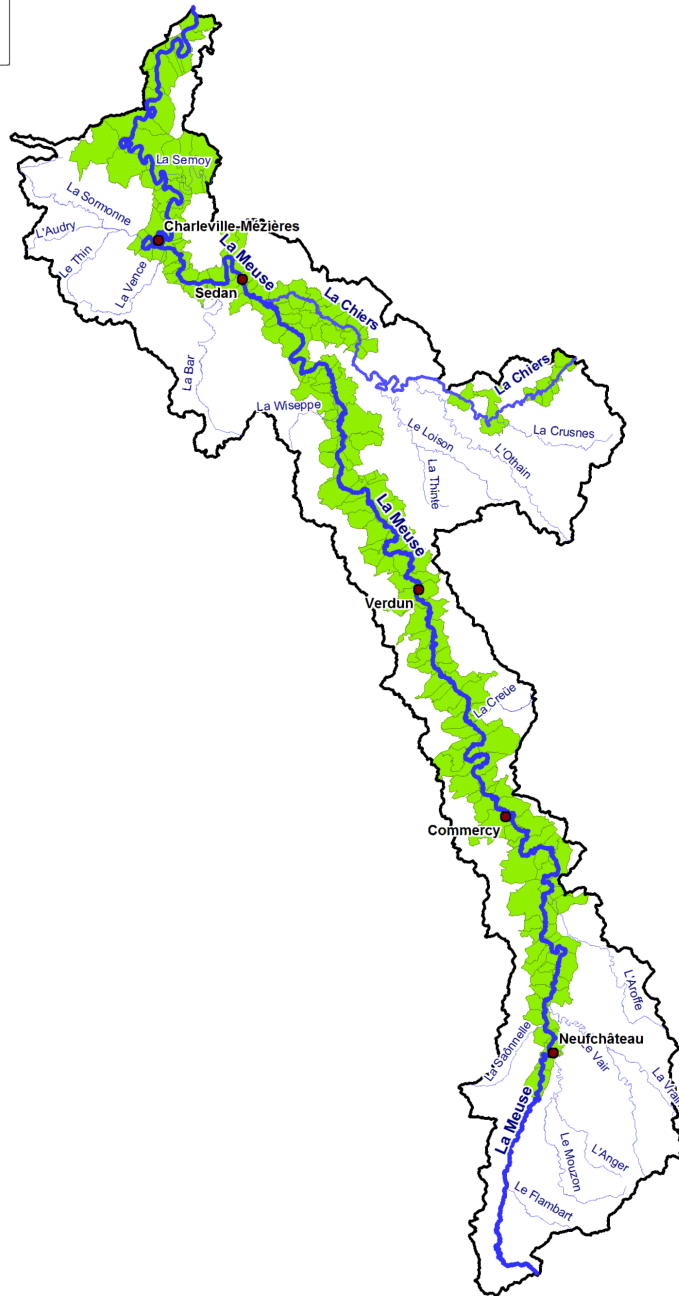 La Semoy
La Sormonne
L'Audry
Charleville-Mézières
Le Thin
La Vence
La Meuse
Sedan
La Chiers
La Bar
La Chiers
La Wiseppe
Le Loison
La Crusnes
L'Othain
La Thinte
La Meuse
Verdun
La Creüe
Commercy
L'Aroffe
La Saônnelle
Neufchâteau
Le Vair
La Vraine
La Meuse
L'Anger
Le Mouzon
Le Flambart